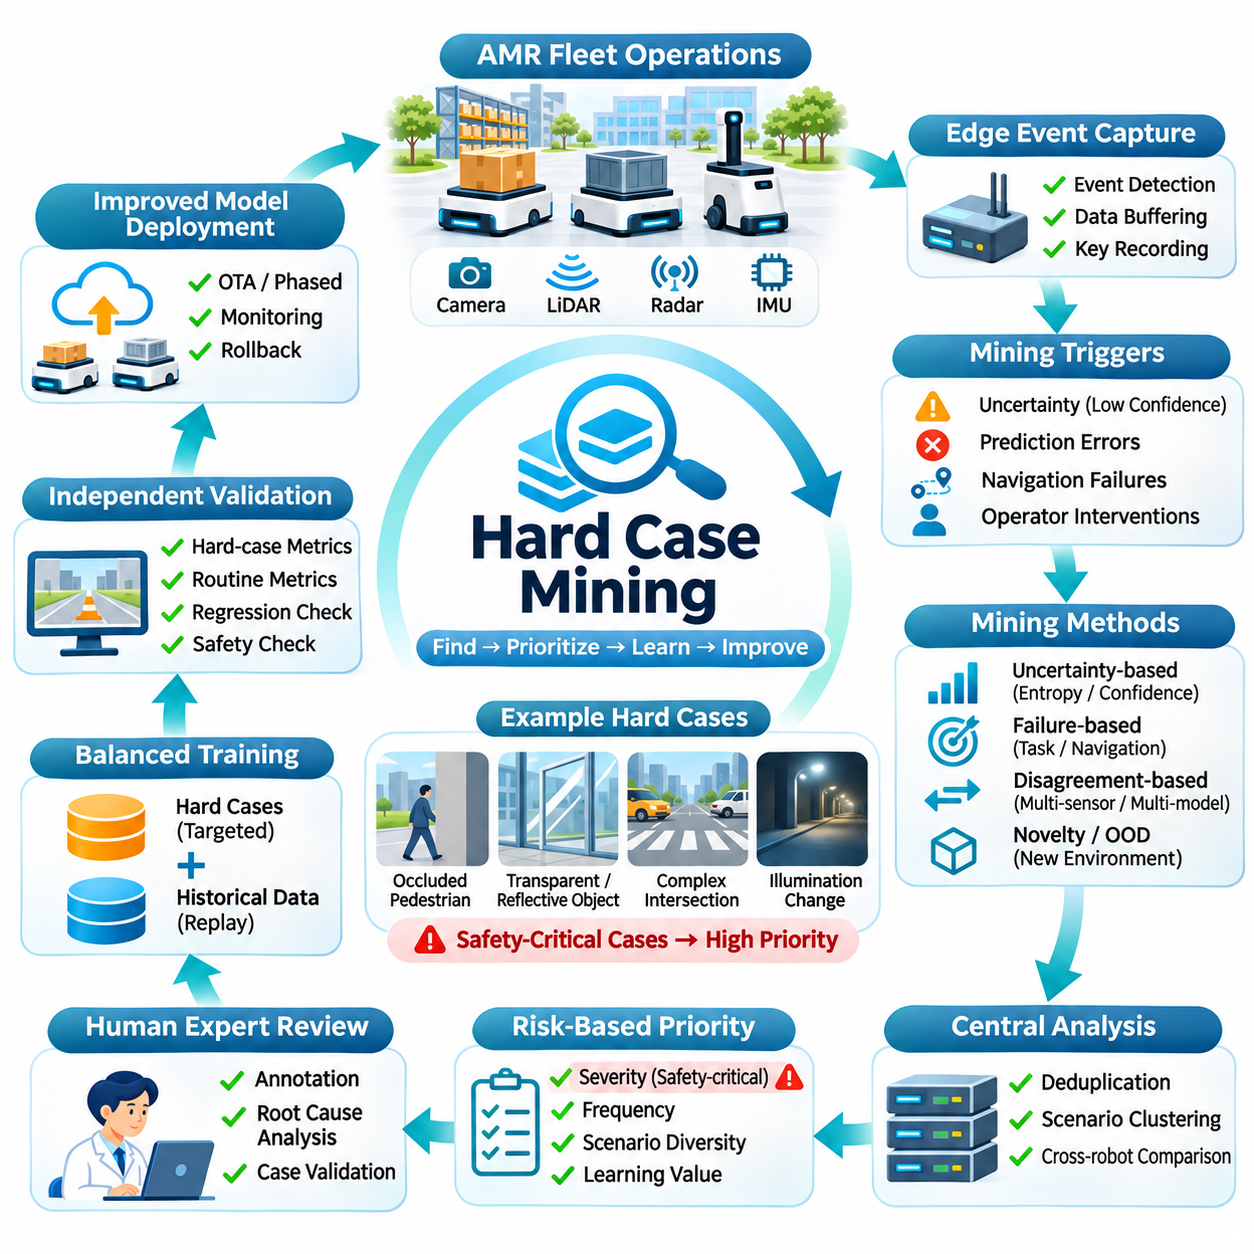 AMR Fleet Operations
Camera
LiDAR
Radar
IMU
Edge Event Capture
Event Detection
Data Buffering
Key Recording
Mining Triggers
Uncertainty (Low Confidence)
Prediction Errors
Navigation Failures
Operator Interventions
Mining Methods
Uncertainty-based
(Entropy / Confidence)
Failure-based
(Task / Navigation)
Disagreement-based
(Multi-sensor / Multi-model)
Novelty / OOD
(New Environment)
Central Analysis
Deduplication
Scenario Clustering
Cross-robot Comparison
Risk-Based Priority
Severity (Safety-critical)
Frequency
Scenario Diversity
Learning Value
Human Expert Review
Annotation
Root Cause
Analysis
Case Validation
Balanced Training
Hard Cases
(Targeted)
+
Historical Data
(Replay)
Independent Validation
Hard-case Metrics
Routine Metrics
Regression Check
Safety Check
Improved Model
Deployment
OTA / Phased
Monitoring
Rollback
Hard Case
Mining
Find → Prioritize → Learn → Improve
Example Hard Cases
Occluded
Pedestrian
Transparent /
Reflective Object
Complex
Intersection
Illumination
Change
Safety-Critical Cases → High Priority